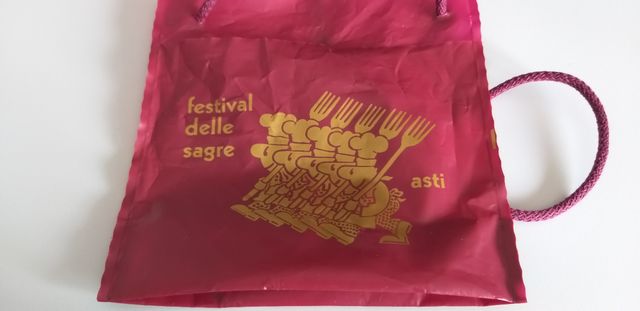 festival
delle
sagre
asti